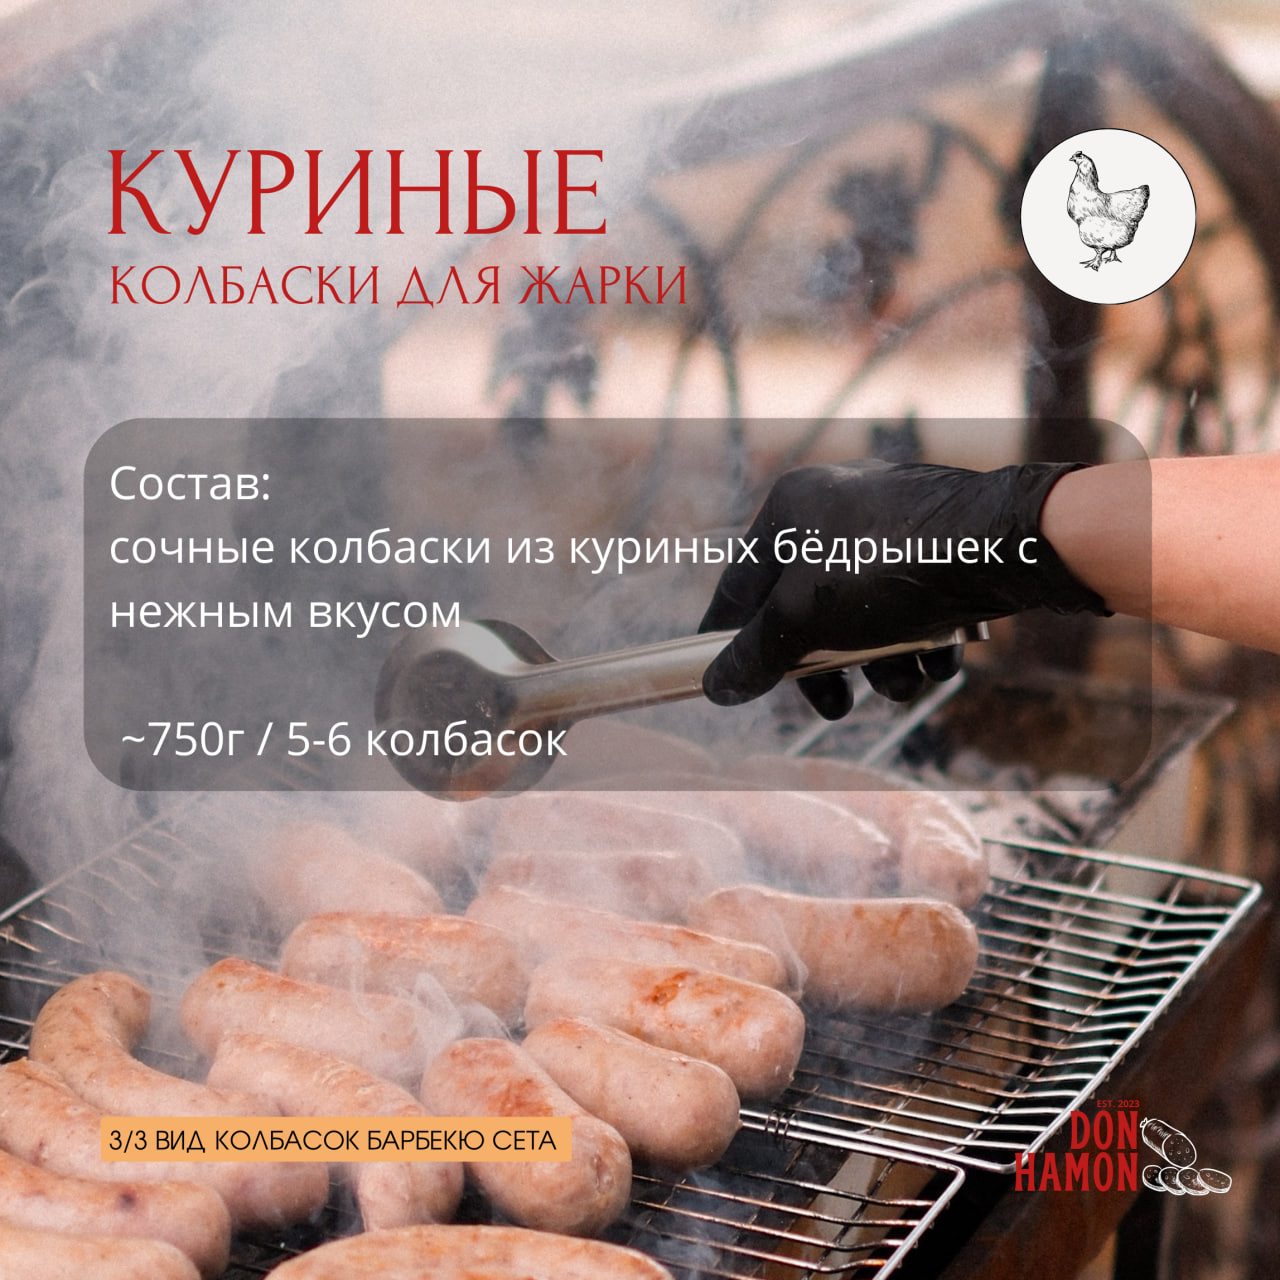 КУРИНЫЕ
КОЛБАСКИ ДЛЯ ЖАРКИ
Состав:
сочные колбаски из куриных бёдрышек с
нежным вкусом
~750г / 5-6 колбасок
3/3 ВИД КОЛБАСОК БАРБЕКЮ СЕТА
EST. 2023
DON
HAMON